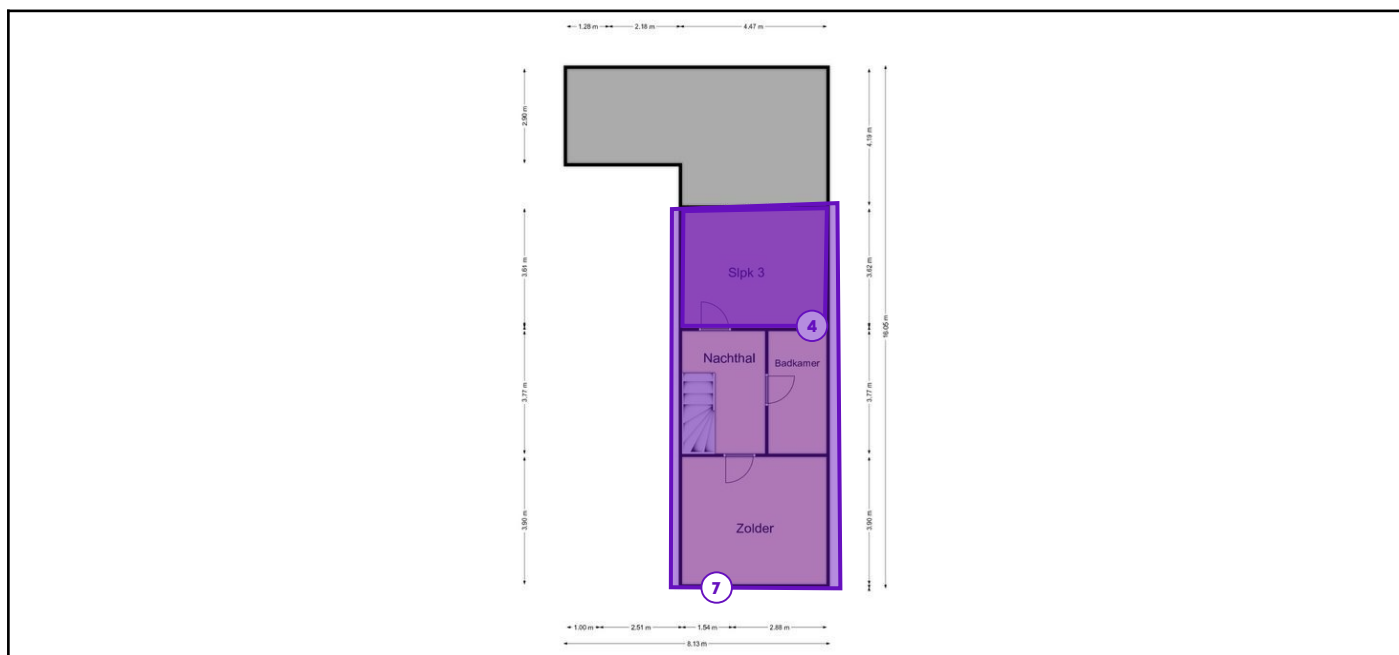 1.28 m 2.18 m 4.47 m
2.90 m
4.19 m
3.61 m
Slpk 3
3.62 m
4
16.05 m
Nachthal
Badkamer
3.77 m
3.77 m
3.90 m
Zolder
3.90 m
7
1.00 m 2.51 m 1.54 m 2.88 m
8.13 m